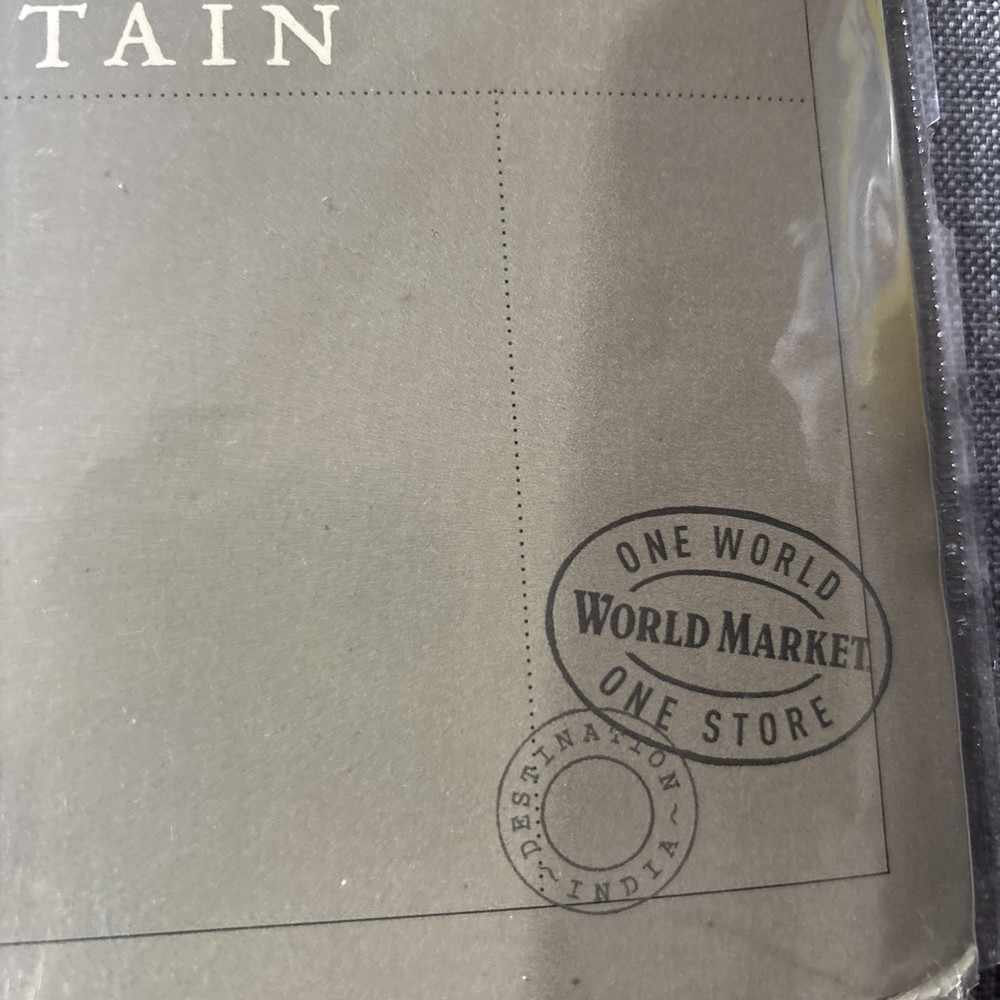 TAIN
ONE WORLD
WORLD MARKET.
ONE STORE
DESTINATION
~ INDIA ~